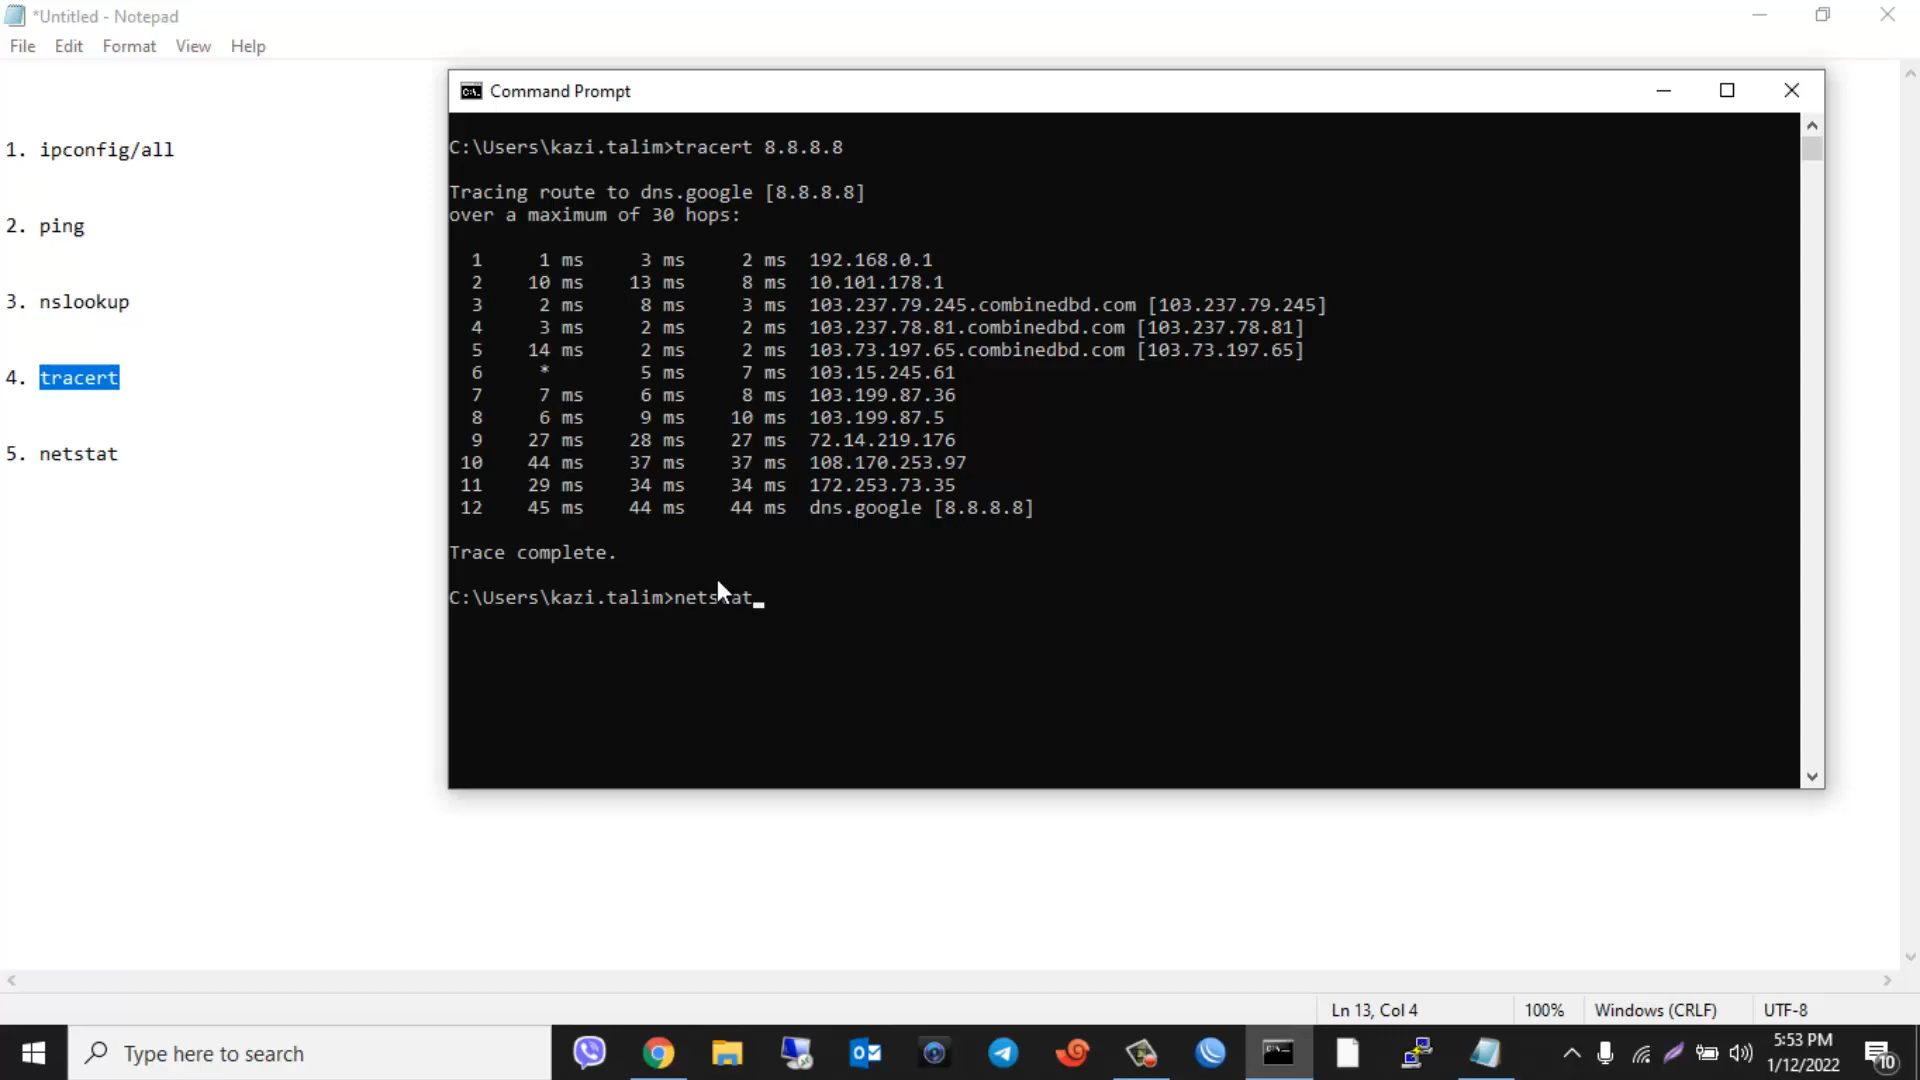 *Untitled - Notepad
File Edit Format View Help
1. ipconfig/all
2. ping
3. nslookup
4. tracert
5. netstat
Command Prompt
C:\Users\kazi.talim>tracert 8.8.8.8
Tracing route to dns.google [8.8.8.8]
over a maximum of 30 hops:
1 1 ms 3 ms 2 ms 192.168.0.1
2 10 ms 13 ms 8 ms 10.101.178.1
3 2 ms 8 ms 3 ms 103.237.79.245.combinedbd.com [103.237.79.245]
4 3 ms 2 ms 2 ms 103.237.78.81.combinedbd.com [103.237.78.81]
5 14 ms 2 ms 2 ms 103.73.197.65.combinedbd.com [103.73.197.65]
6 * 5 ms 7 ms 103.15.245.61
7 7 ms 6 ms 8 ms 103.199.87.36
8 6 ms 9 ms 10 ms 103.199.87.5
9 27 ms 28 ms 27 ms 72.14.219.176
10 44 ms 37 ms 37 ms 108.170.253.97
11 29 ms 34 ms 34 ms 172.253.73.35
12 45 ms 44 ms 44 ms dns.google [8.8.8.8]
Trace complete.
C:\Users\kazi.talim>netstat_
Ln 13, Col 4 100% Windows (CRLF) UTF-8
Type here to search
5:53 PM
1/12/2022
10